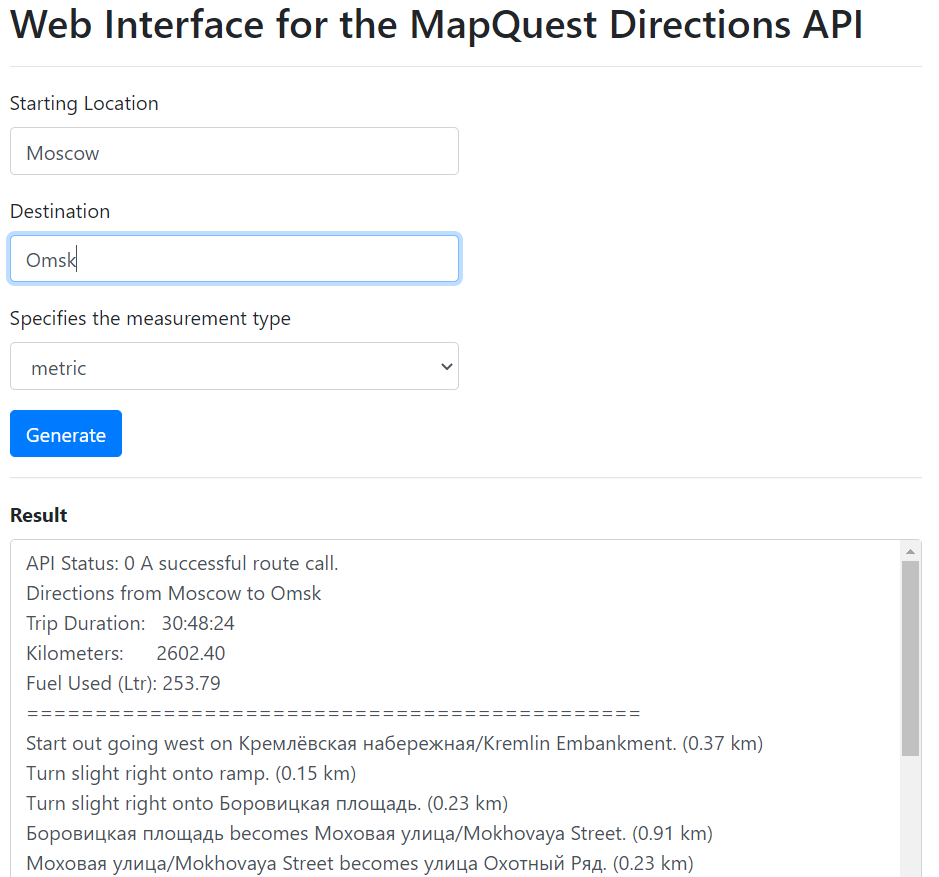 Web Interface for the MapQuest Directions API
Starting Location
Moscow
Destination
Omsk
Specifies the measurement type
metric
Generate
Result
API Status: 0 A successful route call.
Directions from Moscow to Omsk
Trip Duration: 30:48:24
Kilometers: 2602.40
Fuel Used (Ltr): 253.79
=============================================
Start out going west on Кремлёвская набережная/Kremlin Embankment. (0.37 km)
Turn slight right onto ramp. (0.15 km)
Turn slight right onto Боровицкая площадь. (0.23 km)
Боровицкая площадь becomes Моховая улица/Mokhovaya Street. (0.91 km)
Моховая улица/Mokhovaya Street becomes улица Охотный Ряд. (0.23 km)